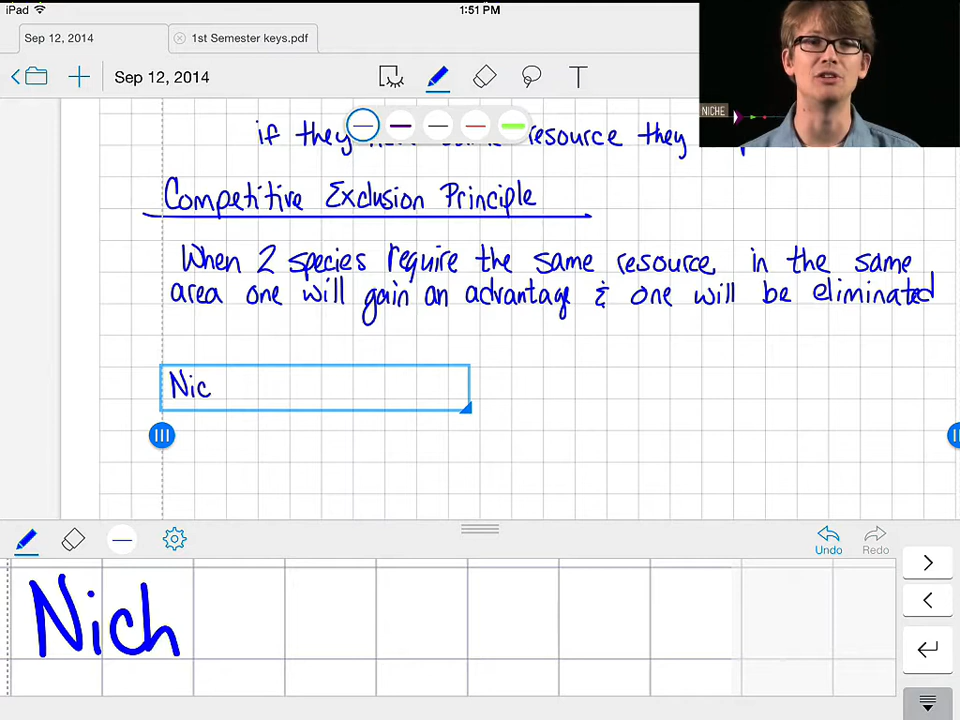 iPad 1:51 PM
Sep 12, 2014 1st Semester keys.pdf
Sep 12, 2014 T
NICHE
if they resource they
Competitive Exclusion Principle
When 2 species require the same resource in the same
area one will gain an advantage & one will be eliminated
Nic
Undo Redo
Nich